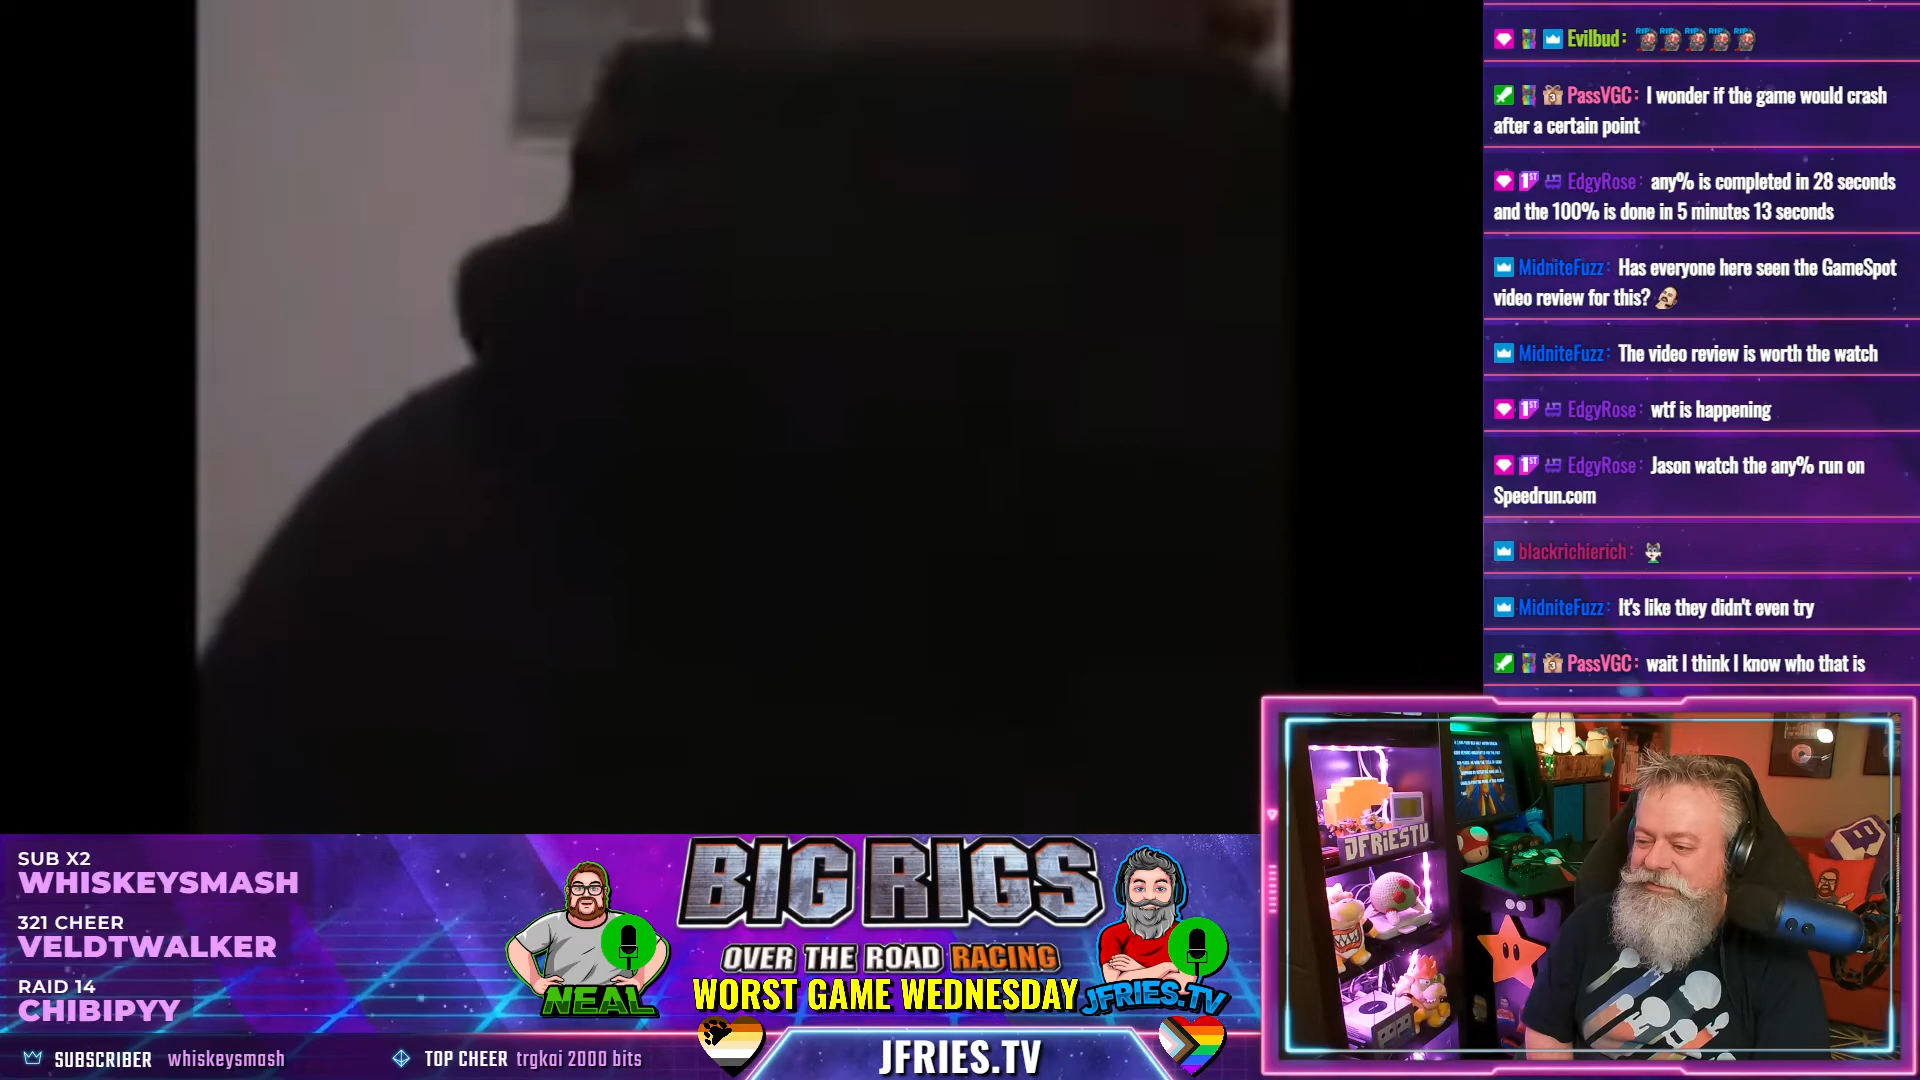 Evilbud:
PassVGC: I wonder if the game would crash
after a certain point
EdgyRose: any% is completed in 28 seconds
and the 100% is done in 5 minutes 13 seconds
MidniteFuzz: Has everyone here seen the GameSpot
video review for this?
MidniteFuzz: The video review is worth the watch
EdgyRose: wtf is happening
EdgyRose: Jason watch the any% run on
Speedrun.com
blackrichierich:
MidniteFuzz: It's like they didn't even try
PassVGC: wait I think I know who that is
JFRIESTV
SUB X2
WHISKEYSMASH
321 CHEER
VELDTWALKER
RAID 14
CHIBIPYY
NEAL
BIG RIGS
OVER THE ROAD RACING
WORST GAME WEDNESDAY
JFRIES.TV
SUBSCRIBER whiskeysmash
TOP CHEER trgkai 2000 bits
JFRIES.TV